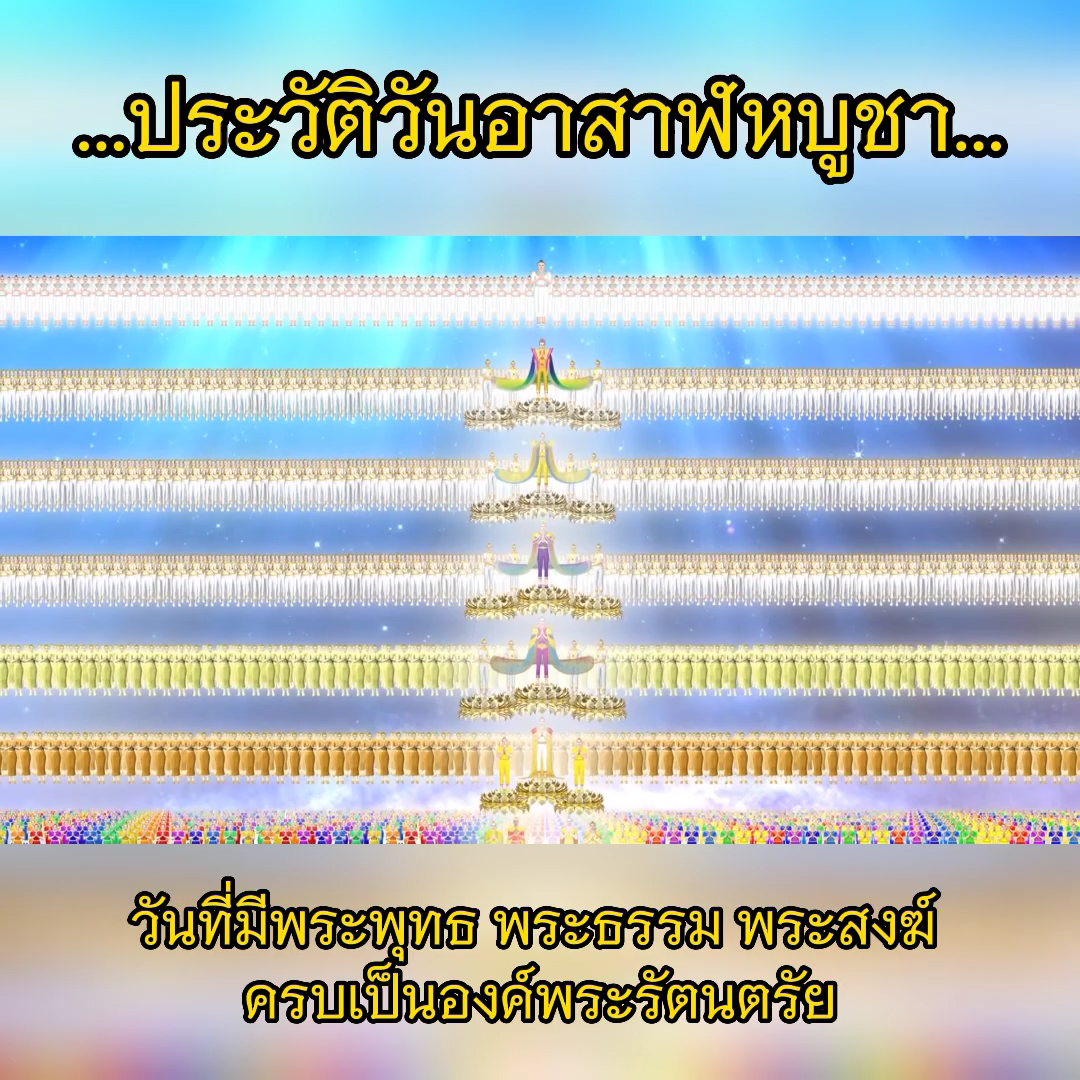 ...ประวัติวันอาสาฬหบูชา...
วันที่มีพระพุทธ พระธรรม พระสงฆ์
ครบเป็นองค์พระรัตนตรัย